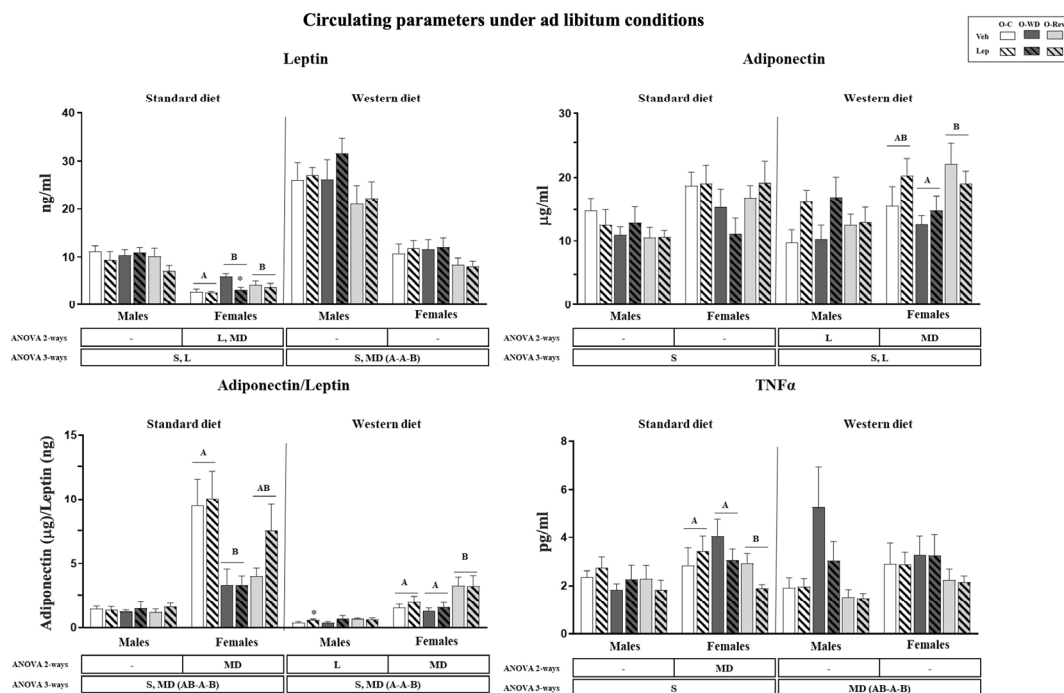 Circulating parameters under ad libitum conditions
O-C O-WD O-Rev
Veh
Lep
Leptin
Standard diet Western diet
ng/ml
40
30
20
10
0
A B * B
Males Females Males Females
ANOVA 2-ways - L, MD - -
ANOVA 3-ways S, L S, MD (A-A-B)
Adiponectin
Standard diet Western diet
µg/ml
30
20
10
0
AB A B
Males Females Males Females
ANOVA 2-ways - - L MD
ANOVA 3-ways S S, L
Adiponectin/Leptin
Standard diet Western diet
Adiponectin (µg)/Leptin (ng)
15
10
5
0
A B AB * A A B
Males Females Males Females
ANOVA 2-ways - MD L MD
ANOVA 3-ways S, MD (AB-A-B) S, MD (A-A-B)
TNFα
Standard diet Western diet
pg/ml
8
6
4
2
0
A A B
Males Females Males Females
ANOVA 2-ways - MD - -
ANOVA 3-ways S MD (AB-A-B)